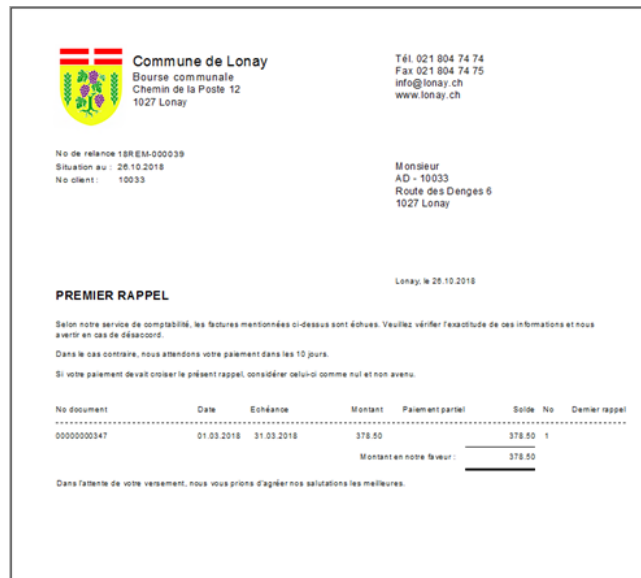 Commune de Lonay
Bourse communale
Chemin de la Poste 12
1027 Lonay
Tél. 021 804 74 74
Fax 021 804 74 75
info@lonay.ch
www.lonay.ch
No de relance 18REM-000039
Situation au : 26.10.2018
No client : 10033
Monsieur
AD - 10033
Route des Denges 6
1027 Lonay
Lonay, le 26.10.2018
PREMIER RAPPEL
Selon notre service de comptabilité, les factures mentionnées ci-dessus sont échues. Veuillez vérifier l'exactitude de ces informations et nous
avertir en cas de désaccord.
Dans le cas contraire, nous attendons votre paiement dans les 10 jours.
Si votre paiement devait croiser le présent rappel, considérer celui-ci comme nul et non avenu.
No document Date Echéance Montant Paiement partiel Solde No Dernier rappel
00000000347 01.03.2018 31.03.2018 378.50 378.50 1
Montant en notre faveur : 378.50
Dans l'attente de votre versement, nous vous prions d'agréer nos salutations les meilleures.